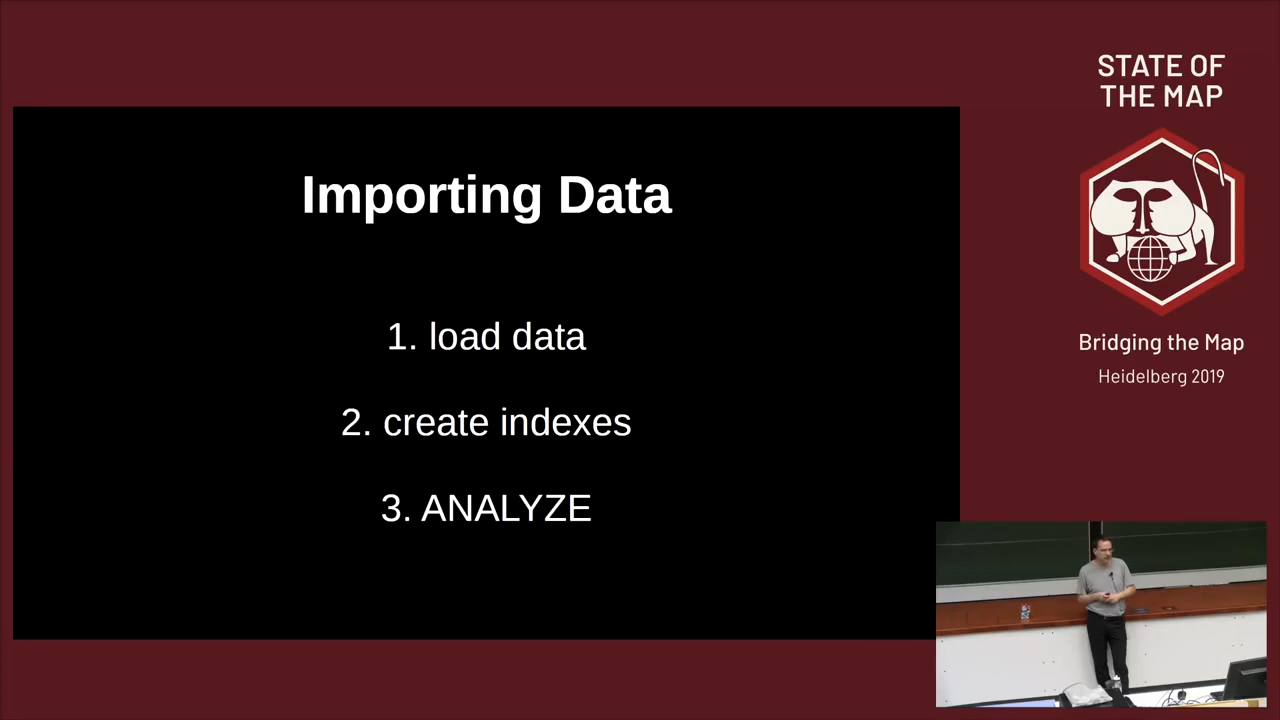 Importing Data
1. load data
2. create indexes
3. ANALYZE
STATE OF
THE MAP
Bridging the Map
Heidelberg 2019